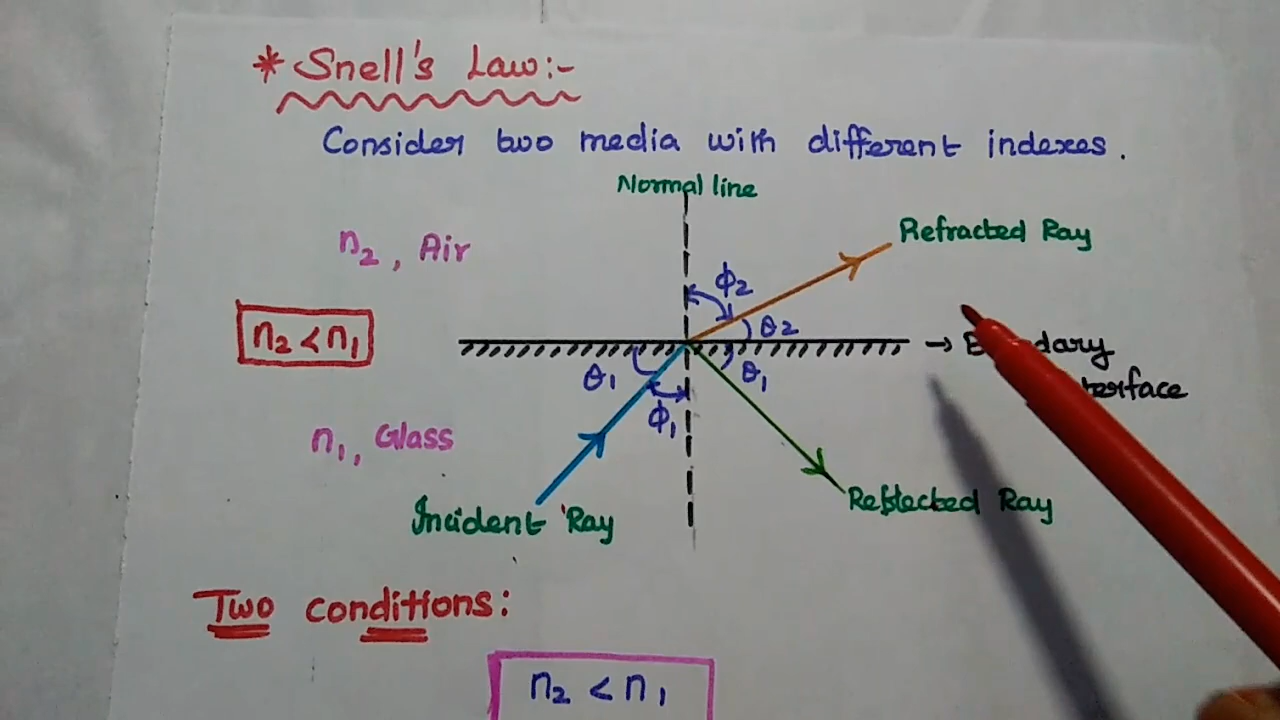 * Snell's Law:-
Consider two media with different indexes.
Normal line
n₂, Air
Refracted Ray
ϕ₂
n₂ < n₁
θ₂
→
θ₁
θ₁
ϕ₁
n₁, Glass
Incident Ray
Reflected Ray
Two conditions:
n₂ < n₁